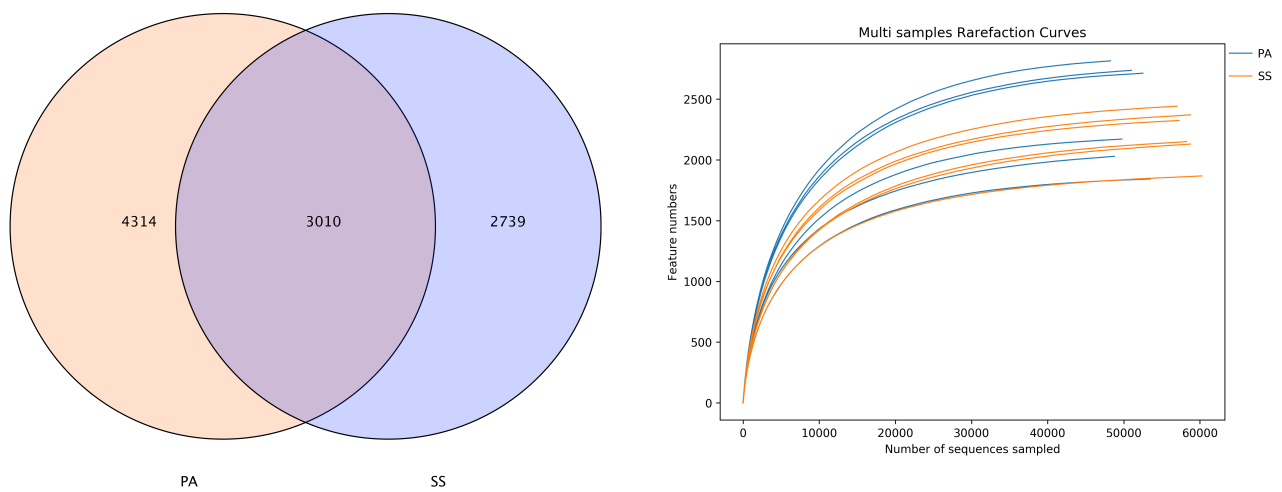 4314
3010
2739
PA
SS
Multi samples Rarefaction Curves
PA
SS
Feature numbers
2500
2000
1500
1000
500
0
0 10000 20000 30000 40000 50000 60000
Number of sequences sampled